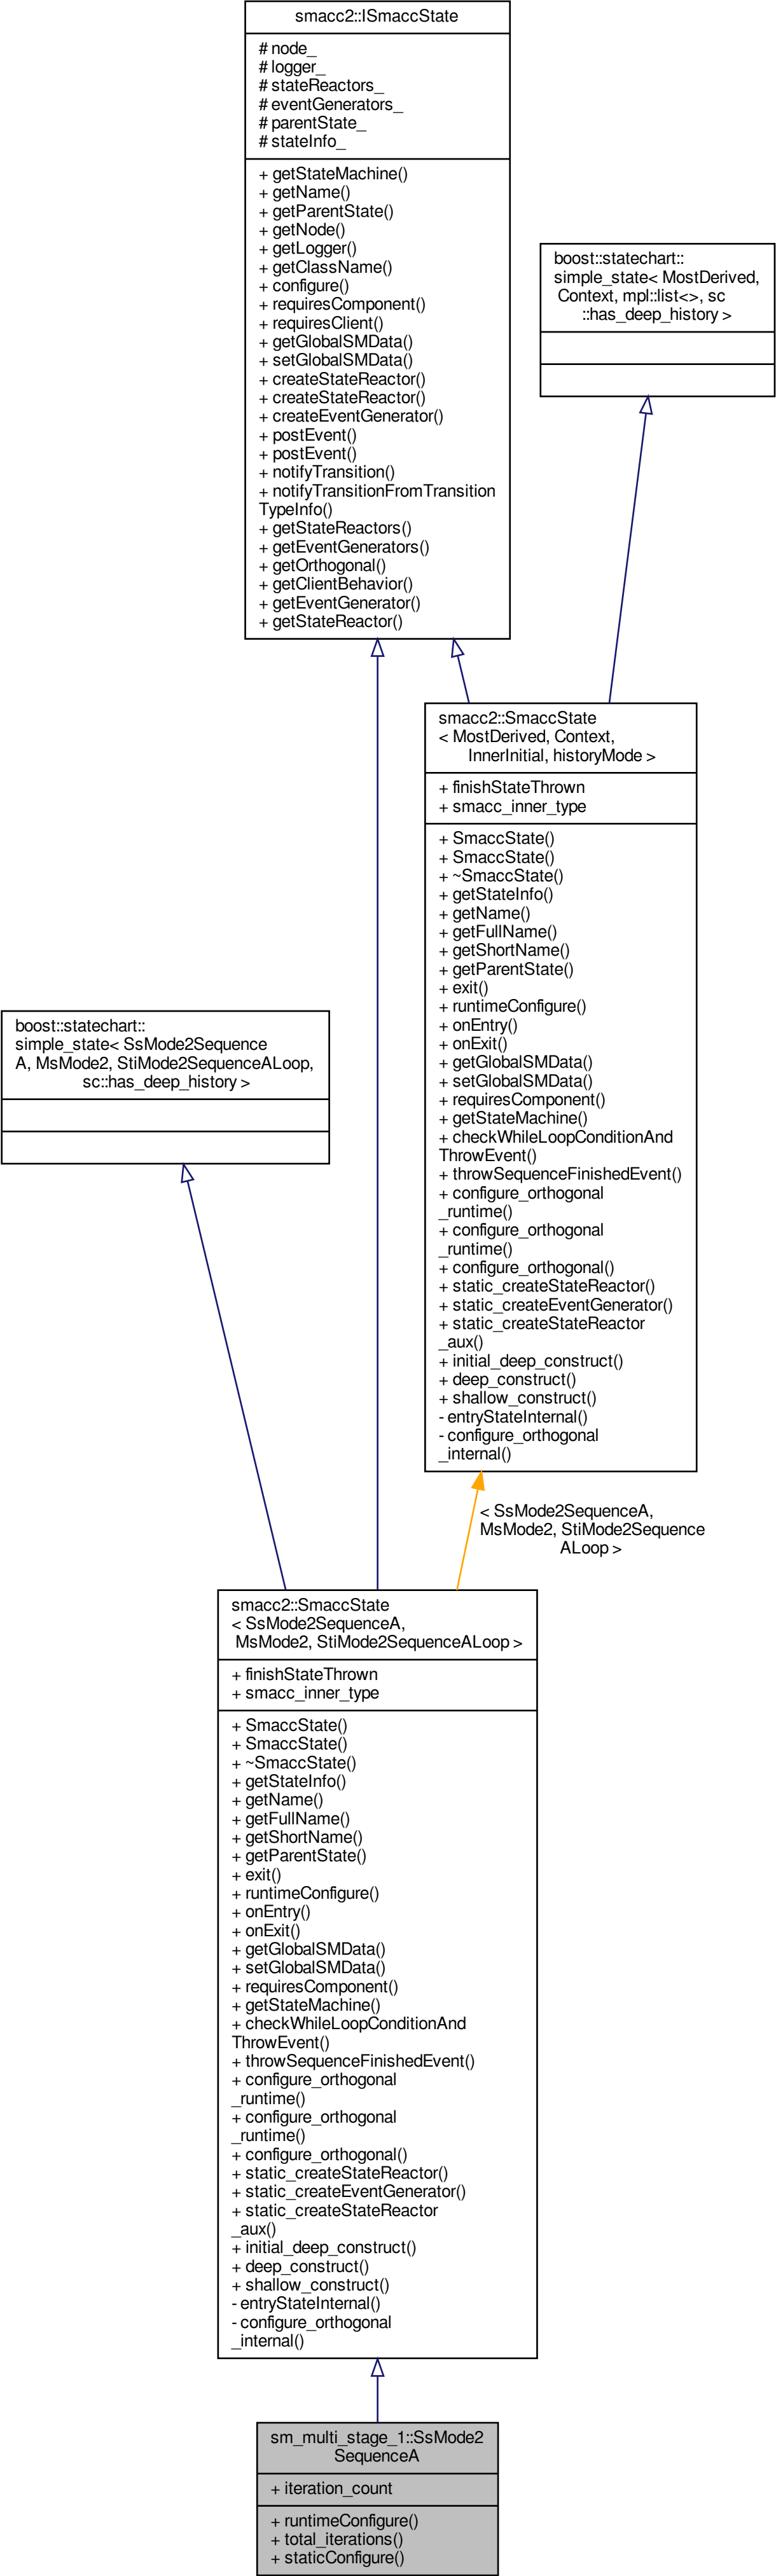 smacc2::ISmaccState
# node_
# logger_
# stateReactors_
# eventGenerators_
# parentState_
# stateInfo_
+ getStateMachine()
+ getName()
+ getParentState()
+ getNode()
+ getLogger()
+ getClassName()
+ configure()
+ requiresComponent()
+ requiresClient()
+ getGlobalSMData()
+ setGlobalSMData()
+ createStateReactor()
+ createStateReactor()
+ createEventGenerator()
+ postEvent()
+ postEvent()
+ notifyTransition()
+ notifyTransitionFromTransition
TypeInfo()
+ getStateReactors()
+ getEventGenerators()
+ getOrthogonal()
+ getClientBehavior()
+ getEventGenerator()
+ getStateReactor()
boost::statechart::
simple_state< MostDerived,
Context, mpl::list<>, sc
::has_deep_history >
smacc2::SmaccState
< MostDerived, Context,
InnerInitial, historyMode >
+ finishStateThrown
+ smacc_inner_type
+ SmaccState()
+ SmaccState()
+ ~SmaccState()
+ getStateInfo()
+ getName()
+ getFullName()
+ getShortName()
+ getParentState()
+ exit()
+ runtimeConfigure()
+ onEntry()
+ onExit()
+ getGlobalSMData()
+ setGlobalSMData()
+ requiresComponent()
+ getStateMachine()
+ checkWhileLoopConditionAnd
ThrowEvent()
+ throwSequenceFinishedEvent()
+ configure_orthogonal
_runtime()
+ configure_orthogonal
_runtime()
+ configure_orthogonal()
+ static_createStateReactor()
+ static_createEventGenerator()
+ static_createStateReactor
_aux()
+ initial_deep_construct()
+ deep_construct()
+ shallow_construct()
- entryStateInternal()
- configure_orthogonal
_internal()
boost::statechart::
simple_state< SsMode2Sequence
A, MsMode2, StiMode2SequenceALoop,
sc::has_deep_history >
< SsMode2SequenceA,
MsMode2, StiMode2Sequence
ALoop >
smacc2::SmaccState
< SsMode2SequenceA,
MsMode2, StiMode2SequenceALoop >
+ finishStateThrown
+ smacc_inner_type
+ SmaccState()
+ SmaccState()
+ ~SmaccState()
+ getStateInfo()
+ getName()
+ getFullName()
+ getShortName()
+ getParentState()
+ exit()
+ runtimeConfigure()
+ onEntry()
+ onExit()
+ getGlobalSMData()
+ setGlobalSMData()
+ requiresComponent()
+ getStateMachine()
+ checkWhileLoopConditionAnd
ThrowEvent()
+ throwSequenceFinishedEvent()
+ configure_orthogonal
_runtime()
+ configure_orthogonal
_runtime()
+ configure_orthogonal()
+ static_createStateReactor()
+ static_createEventGenerator()
+ static_createStateReactor
_aux()
+ initial_deep_construct()
+ deep_construct()
+ shallow_construct()
- entryStateInternal()
- configure_orthogonal
_internal()
sm_multi_stage_1::SsMode2
SequenceA
+ iteration_count
+ runtimeConfigure()
+ total_iterations()
+ staticConfigure()